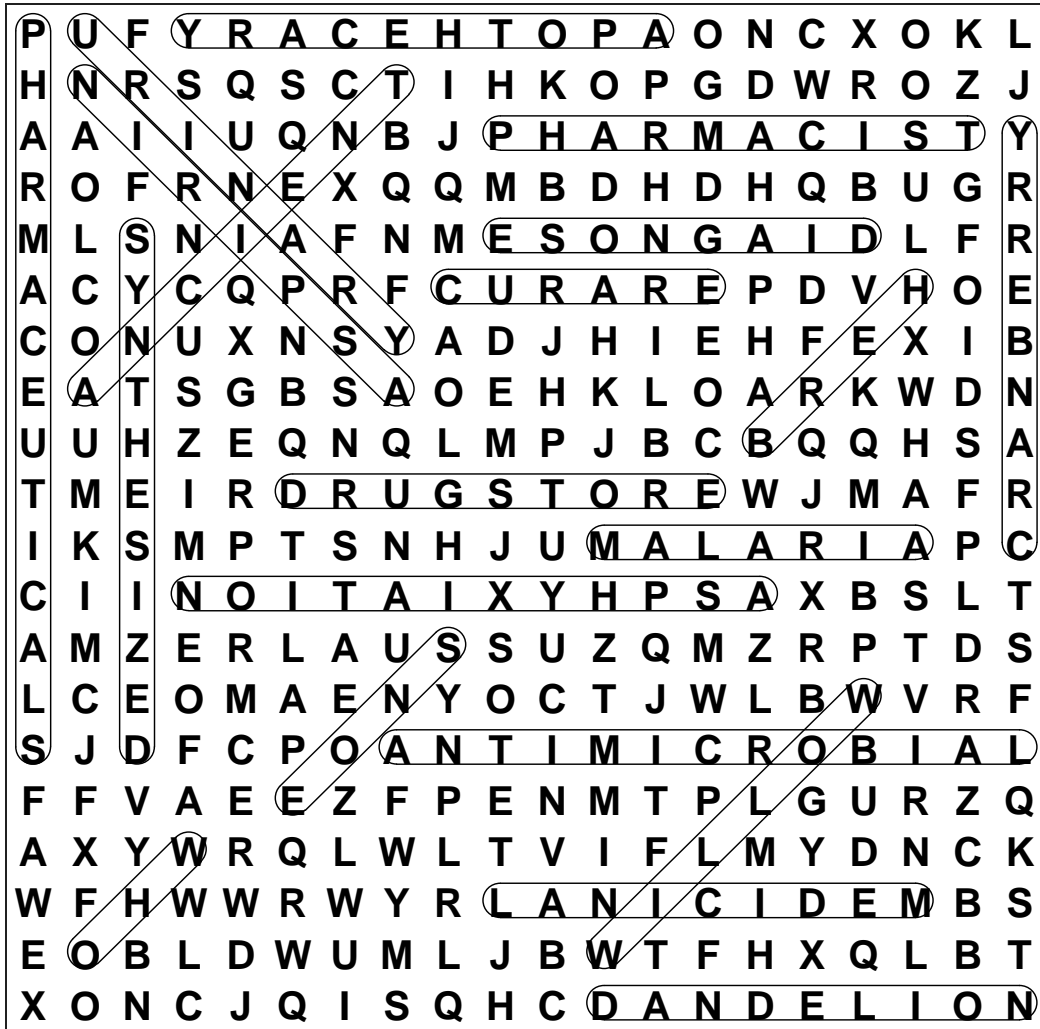 P U F Y R A C E H T O P A O N C X O K L
H N R S Q S C T I H K O P G D W R O Z J
A A I I U Q N B J P H A R M A C I S T Y
R O F R N E X Q Q M B D H D H Q B U G R
M L S N I A F N M E S O N G A I D L F R
A C Y C Q P R F C U R A R E P D V H O E
C O N U X N S Y A D J H I E H F E X I B
E A T S G B S A O E H K L O A R K W D N
U U H Z E Q N Q L M P J B C B Q Q H S A
T M E I R D R U G S T O R E W J M A F R
I K S M P T S N H J U M A L A R I A P C
C I I N O I T A I X Y H P S A X B S L T
A M Z E R L A U S S U Z Q M Z R P T D S
L C E O M A E N Y O C T J W L B W V R F
S J D F C P O A N T I M I C R O B I A L
F F V A E E Z F P E N M T P L G U R Z Q
A X Y W R Q L W L T V I F L M Y D N C K
W F H W W R W Y R L A N I C I D E M B S
E O B L D W U M L J B W T F H X Q L B T
X O N C J Q I S Q H C D A N D E L I O N